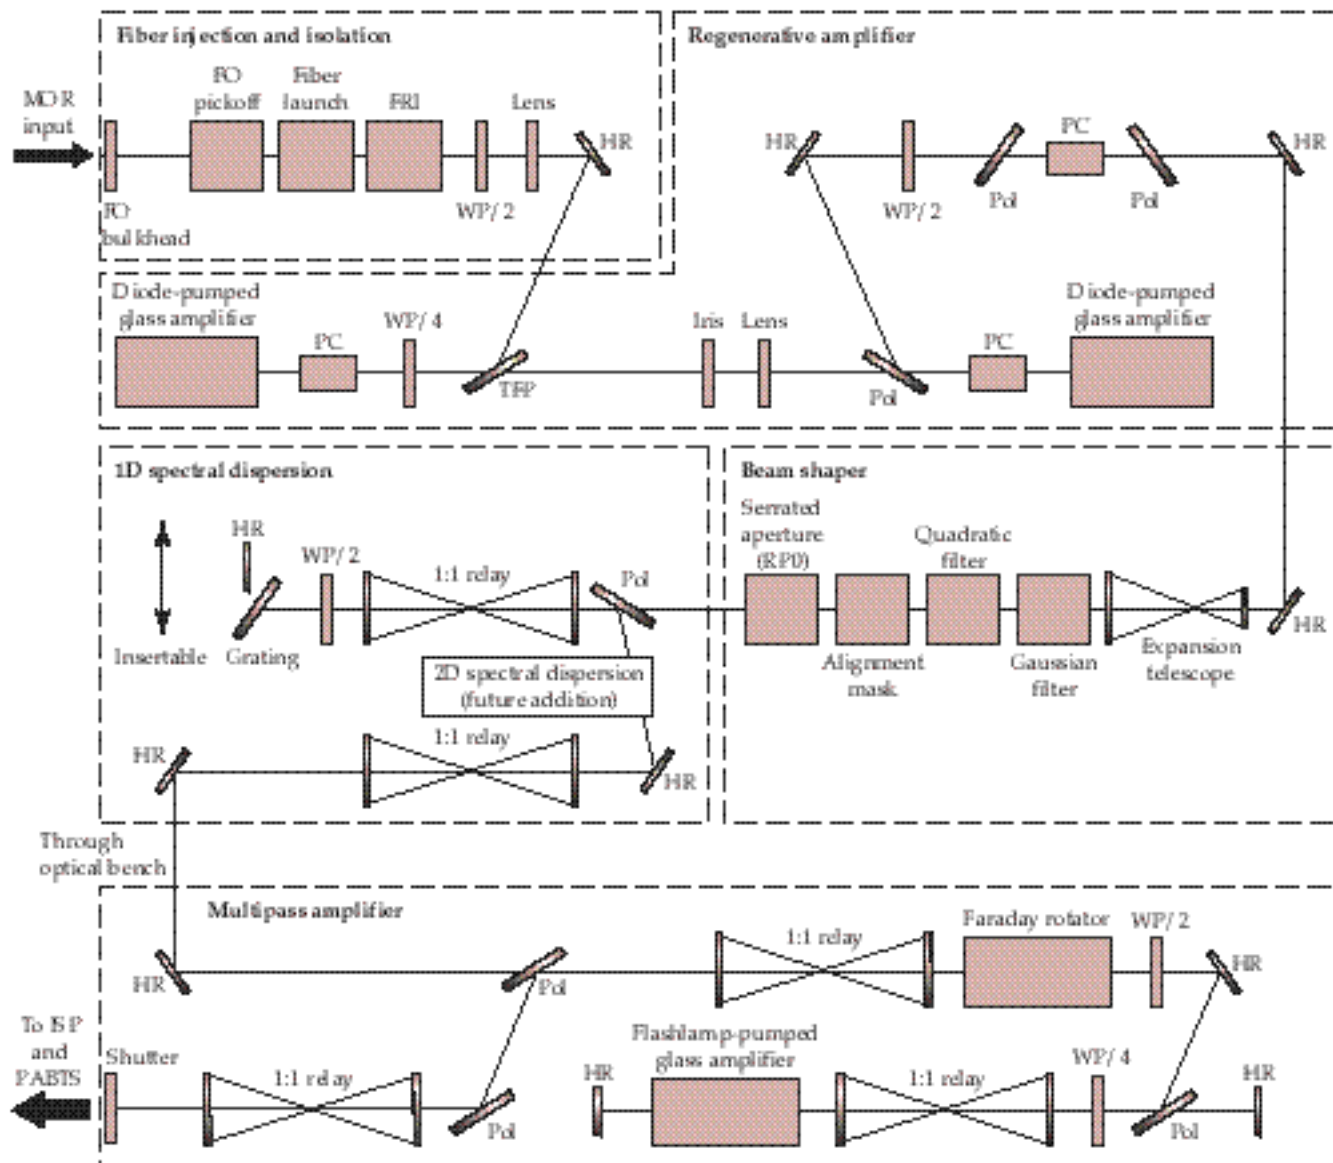 Fiber injection and isolation
FO
pickoff
Fiber
launch
FRI
Lens
HR
MOR
input
WP/2
FO
bulkhead
Regenerative amplifier
HR
PC
HR
WP/2
Pol
Pol
Diode-pumped
glass amplifier
PC
WP/4
TFP
Iris
Lens
Pol
PC
Diode-pumped
glass amplifier
1D spectral dispersion
HR
WP/2
1:1 relay
Pol
Insertable
Grating
2D spectral dispersion
(future addition)
HR
1:1 relay
HR
Beam shaper
Serrated
aperture
(RP0)
Quadratic
filter
HR
Alignment
mask
Gaussian
filter
Expansion
telescope
Through
optical bench
Multipass amplifier
HR
Pol
1:1 relay
Faraday rotator
WP/2
HR
To ISP
and
PABTS
Shutter
1:1 relay
Pol
HR
Flashlamp-pumped
glass amplifier
1:1 relay
WP/4
Pol
HR